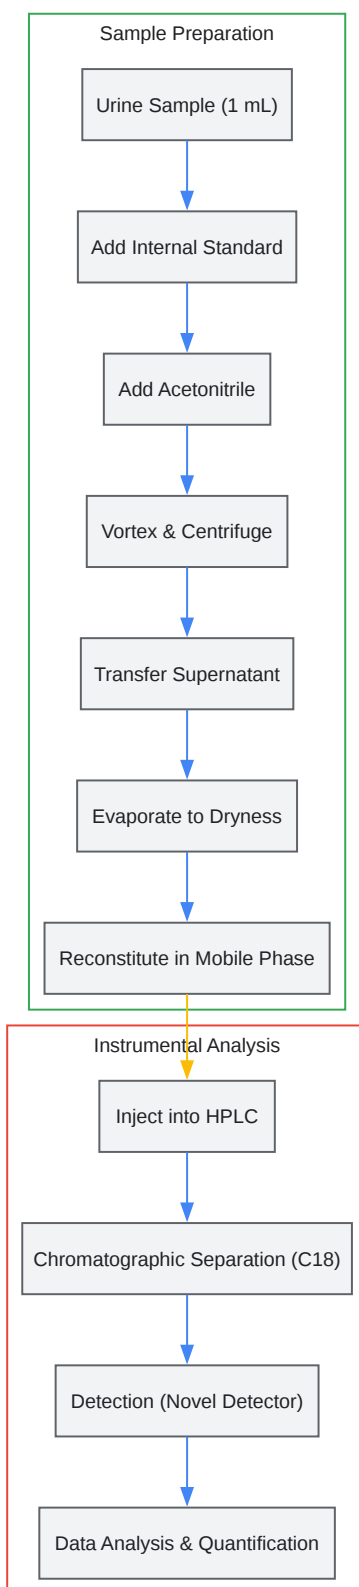 Sample Preparation
Urine Sample (1 mL)
Add Internal Standard
Add Acetonitrile
Vortex & Centrifuge
Transfer Supernatant
Evaporate to Dryness
Reconstitute in Mobile Phase
Instrumental Analysis
Inject into HPLC
Chromatographic Separation (C18)
Detection (Novel Detector)
Data Analysis & Quantification